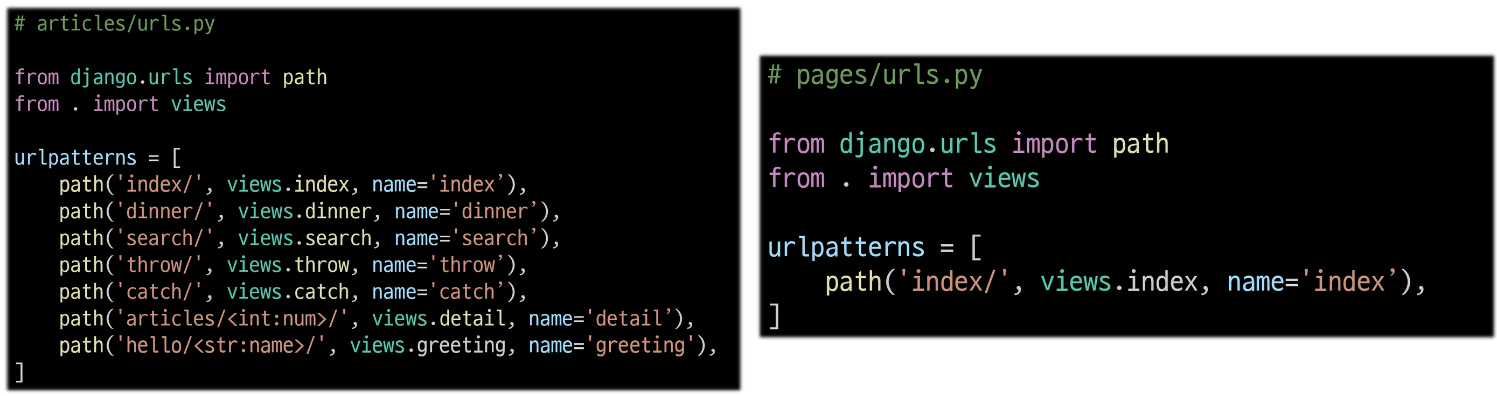 # articles/urls.py
from django.urls import path
from . import views
urlpatterns = [
    path('index/', views.index, name='index’),
    path('dinner/', views.dinner, name='dinner’),
    path('search/', views.search, name='search’),
    path('throw/', views.throw, name='throw’),
    path('catch/', views.catch, name='catch’),
    path('articles/<int:num>/', views.detail, name='detail’),
    path('hello/<str:name>/', views.greeting, name='greeting'),
]
# pages/urls.py
from django.urls import path
from . import views
urlpatterns = [
    path('index/', views.index, name='index’),
]